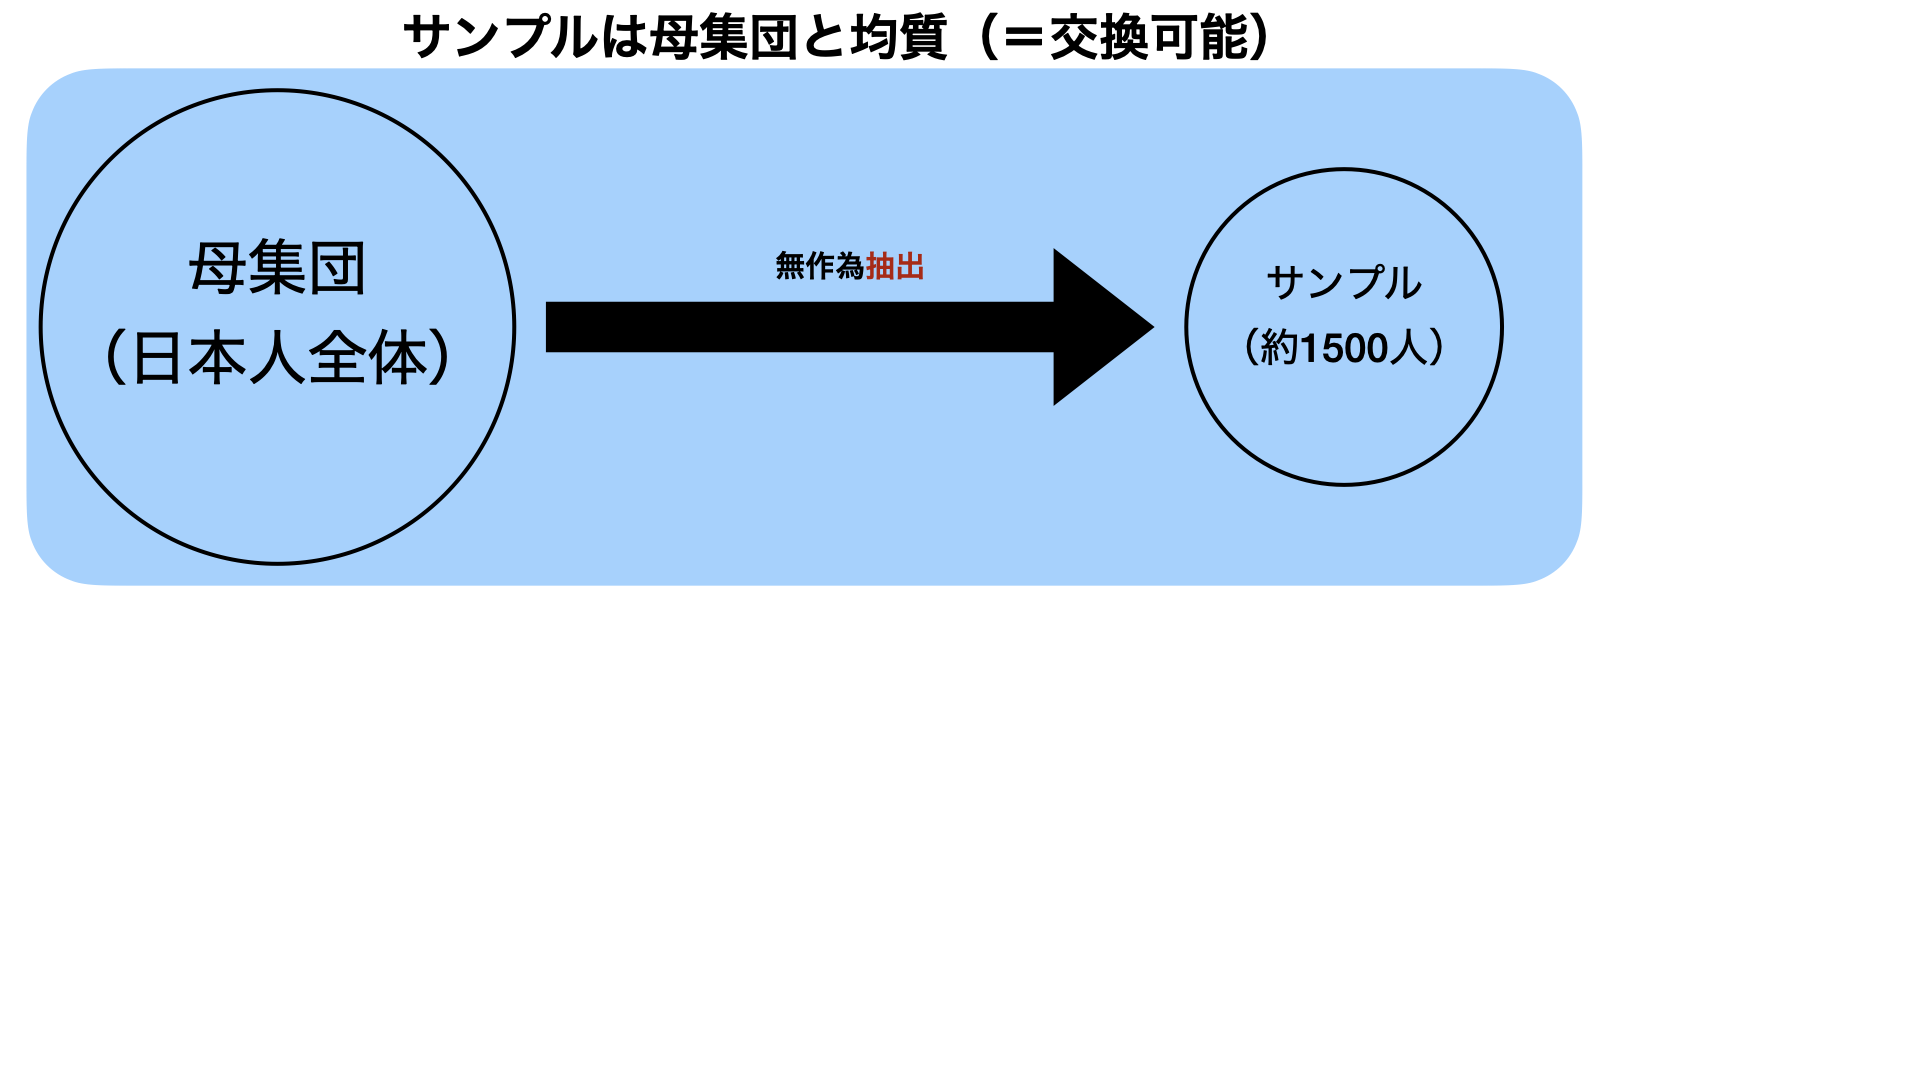 サンプルは母集団と均質（＝交換可能）
母集団
（日本人全体）
無作為抽出
サンプル
（約1500人）